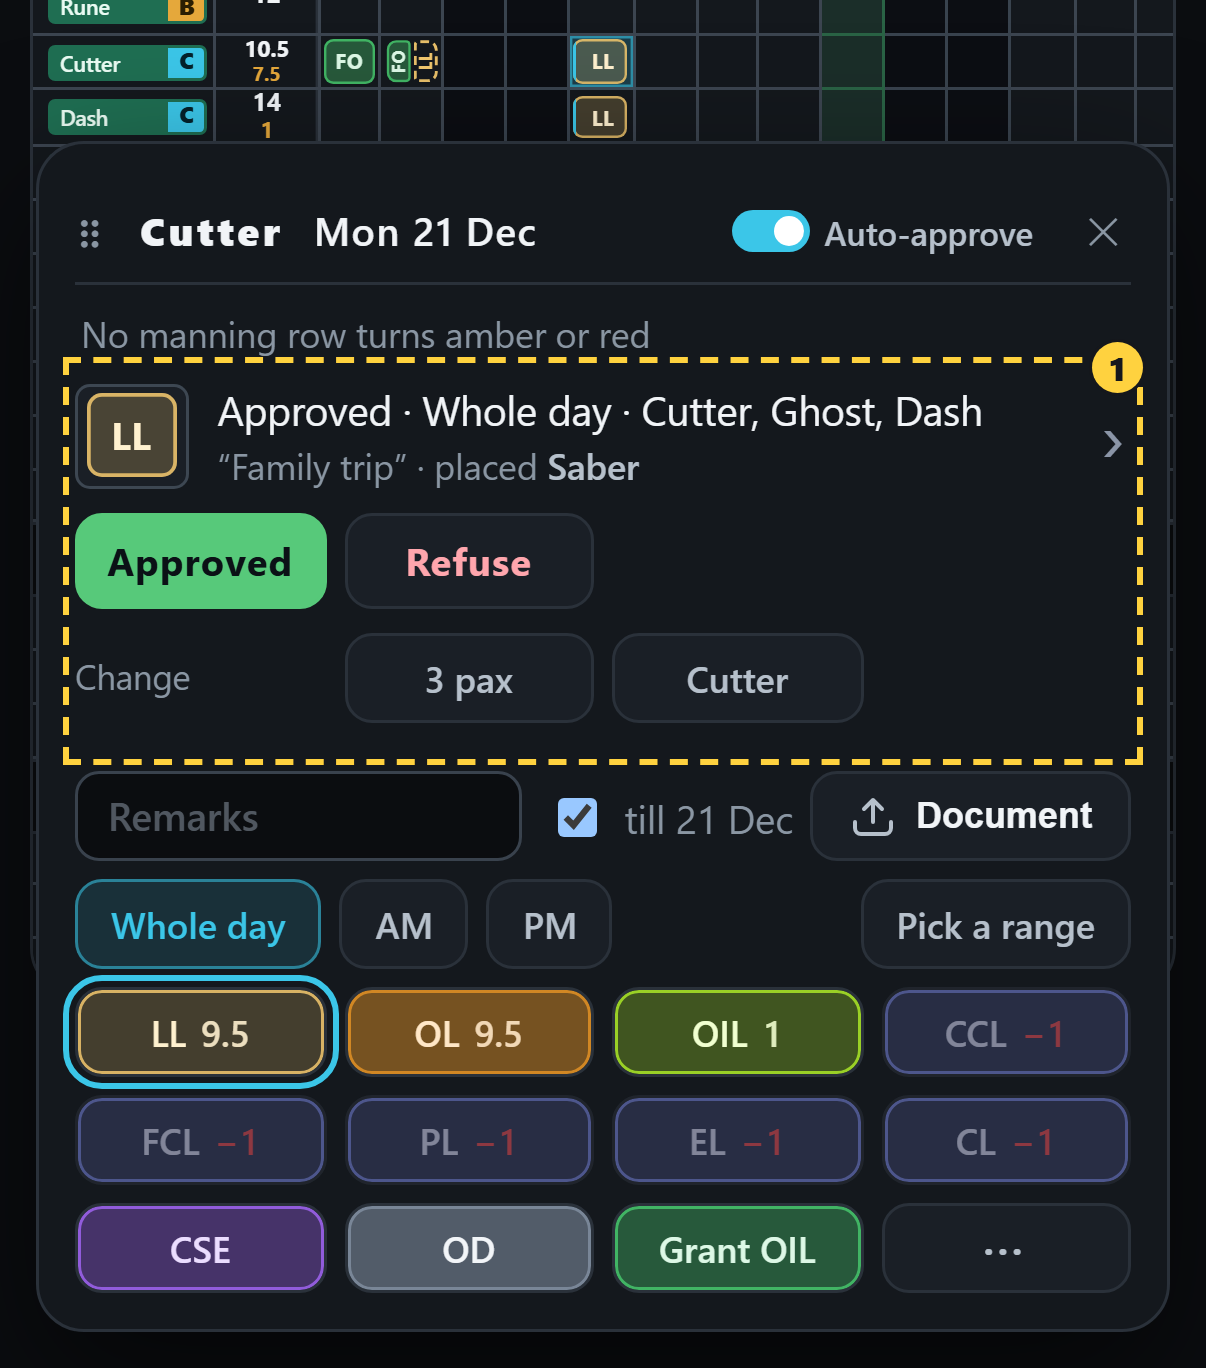 Rune B
Cutter C 10.5 FO FO LL LL
7.5
Dash C 14 LL
1
Cutter Mon 21 Dec Auto-approve
No manning row turns amber or red
1
LL Approved · Whole day · Cutter, Ghost, Dash
“Family trip” · placed Saber
Approved Refuse
Change 3 pax Cutter
Remarks till 21 Dec Document
Whole day AM PM Pick a range
LL 9.5 OL 9.5 OIL 1 CCL −1
FCL −1 PL −1 EL −1 CL −1
CSE OD Grant OIL ...